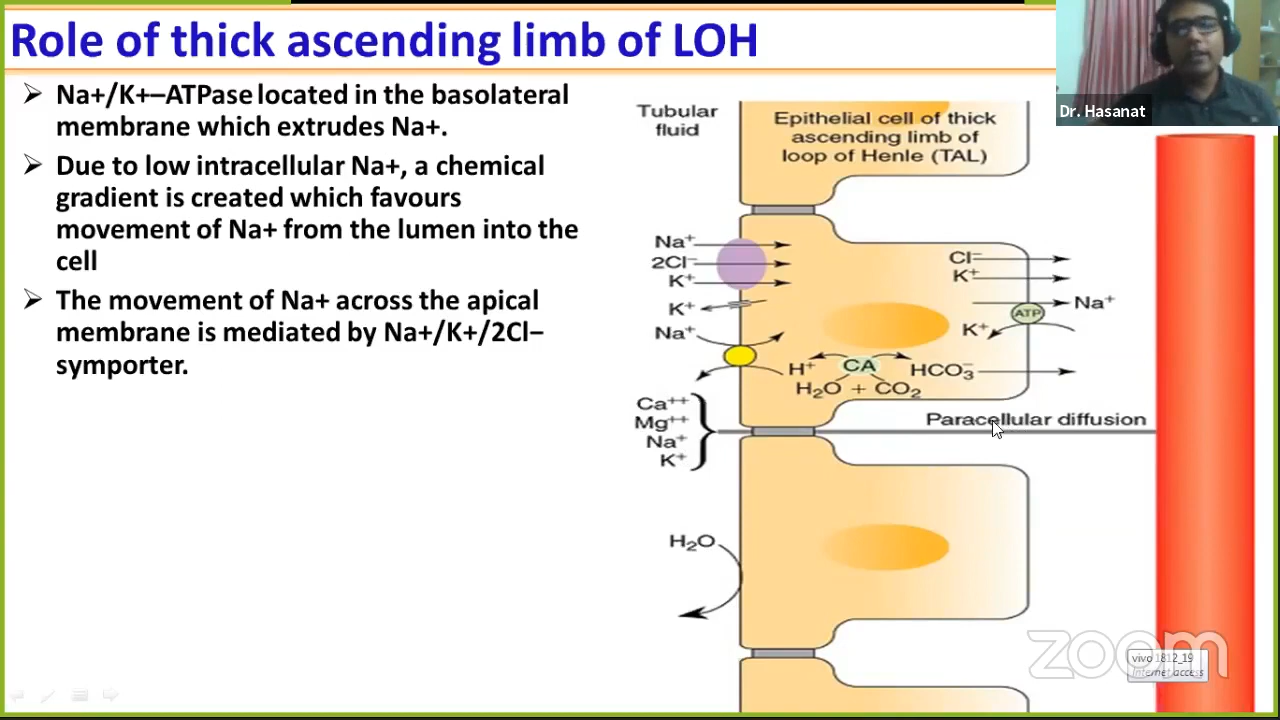 Role of thick ascending limb of LOH
Dr. Hasanat
➢ Na+/K+–ATPase located in the basolateral
membrane which extrudes Na+.
➢ Due to low intracellular Na+, a chemical
gradient is created which favours
movement of Na+ from the lumen into the
cell
➢ The movement of Na+ across the apical
membrane is mediated by Na+/K+/2Cl−
symporter.
Tubular
fluid
Epithelial cell of thick
ascending limb of
loop of Henle (TAL)
Na⁺
2Cl⁻
K⁺
K⁺
Na⁺
Cl⁻
K⁺
Na⁺
ATP
K⁺
H⁺ CA HCO₃⁻
H₂O + CO₂
Ca⁺⁺
Mg⁺⁺
Na⁺
K⁺
Paracellular diffusion
H₂O
zoom
vivo 1812_19
Internet access